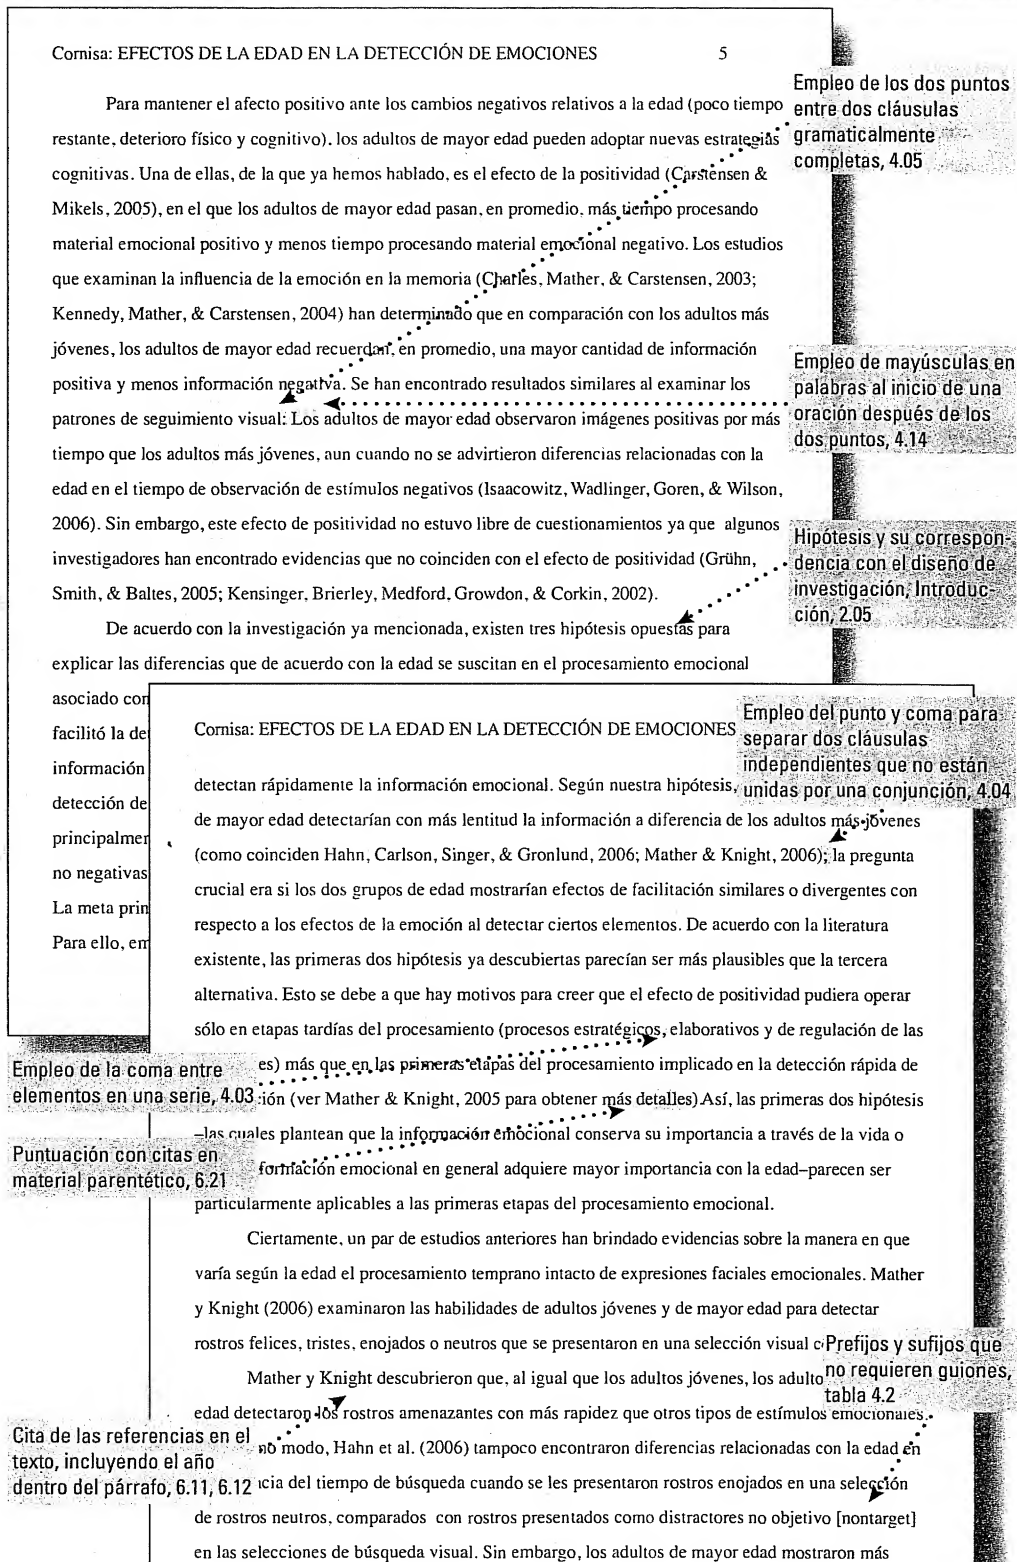 Cornisa: EFECTOS DE LA EDAD EN LA DETECCIÓN DE EMOCIONES 5
Para mantener el afecto positivo ante los cambios negativos relativos a la edad (poco tiempo
restante, deterioro físico y cognitivo), los adultos de mayor edad pueden adoptar nuevas estrategias
cognitivas. Una de ellas, de la que ya hemos hablado, es el efecto de la positividad (Carstensen &
Mikels, 2005), en el que los adultos de mayor edad pasan, en promedio, más tiempo procesando
material emocional positivo y menos tiempo procesando material emocional negativo. Los estudios
que examinan la influencia de la emoción en la memoria (Charles, Mather, & Carstensen, 2003;
Kennedy, Mather, & Carstensen, 2004) han determinado que en comparación con los adultos más
jóvenes, los adultos de mayor edad recuerdan, en promedio, una mayor cantidad de información
positiva y menos información negativa. Se han encontrado resultados similares al examinar los
patrones de seguimiento visual: Los adultos de mayor edad observaron imágenes positivas por más
tiempo que los adultos más jóvenes, aun cuando no se advirtieron diferencias relacionadas con la
edad en el tiempo de observación de estímulos negativos (Isaacowitz, Wadlinger, Goren, & Wilson,
2006). Sin embargo, este efecto de positividad no estuvo libre de cuestionamientos ya que algunos
investigadores han encontrado evidencias que no coinciden con el efecto de positividad (Grühn,
Smith, & Baltes, 2005; Kensinger, Brierley, Medford, Growdon, & Corkin, 2002).
De acuerdo con la investigación ya mencionada, existen tres hipótesis opuestas para
explicar las diferencias que de acuerdo con la edad se suscitan en el procesamiento emocional
asociado con
facilitó la de
información
detección de
principalmen
no negativas
La meta prin
Para ello, em
Empleo de los dos puntos
entre dos cláusulas
gramaticalmente
completas, 4.05
Empleo de mayúsculas en
palabras al inicio de una
oración después de los
dos puntos, 4.14
Hipótesis y su correspon-
dencia con el diseño de
investigación, Introduc-
ción, 2.05
Cornisa: EFECTOS DE LA EDAD EN LA DETECCIÓN DE EMOCIONES
Empleo del punto y coma para
separar dos cláusulas
independientes que no están
unidas por una conjunción, 4.04
detectan rápidamente la información emocional. Según nuestra hipótesis,
de mayor edad detectarían con más lentitud la información a diferencia de los adultos más jóvenes
(como coinciden Hahn, Carlson, Singer, & Gronlund, 2006; Mather & Knight, 2006); la pregunta
crucial era si los dos grupos de edad mostrarían efectos de facilitación similares o divergentes con
respecto a los efectos de la emoción al detectar ciertos elementos. De acuerdo con la literatura
existente, las primeras dos hipótesis ya descubiertas parecían ser más plausibles que la tercera
alternativa. Esto se debe a que hay motivos para creer que el efecto de positividad pudiera operar
sólo en etapas tardías del procesamiento (procesos estratégicos, elaborativos y de regulación de las
es) más que en las primeras etapas del procesamiento implicado en la detección rápida de
ión (ver Mather & Knight, 2005 para obtener más detalles). Así, las primeras dos hipótesis
–las cuales plantean que la información emocional conserva su importancia a través de la vida o
formación emocional en general adquiere mayor importancia con la edad–parecen ser
particularmente aplicables a las primeras etapas del procesamiento emocional.
Ciertamente, un par de estudios anteriores han brindado evidencias sobre la manera en que
varía según la edad el procesamiento temprano intacto de expresiones faciales emocionales. Mather
y Knight (2006) examinaron las habilidades de adultos jóvenes y de mayor edad para detectar
rostros felices, tristes, enojados o neutros que se presentaron en una selección visual c
Mather y Knight descubrieron que, al igual que los adultos jóvenes, los adulto
edad detectaron los rostros amenazantes con más rapidez que otros tipos de estímulos emocionales.
no modo, Hahn et al. (2006) tampoco encontraron diferencias relacionadas con la edad en
icia del tiempo de búsqueda cuando se les presentaron rostros enojados en una selección
de rostros neutros, comparados con rostros presentados como distractores no objetivo [nontarget]
en las selecciones de búsqueda visual. Sin embargo, los adultos de mayor edad mostraron más
Empleo de la coma entre
elementos en una serie, 4.03
Puntuación con citas en
material parentético, 6.21
Prefijos y sufijos que
no requieren guiones,
tabla 4.2
Cita de las referencias en el
texto, incluyendo el año
dentro del párrafo, 6.11, 6.12